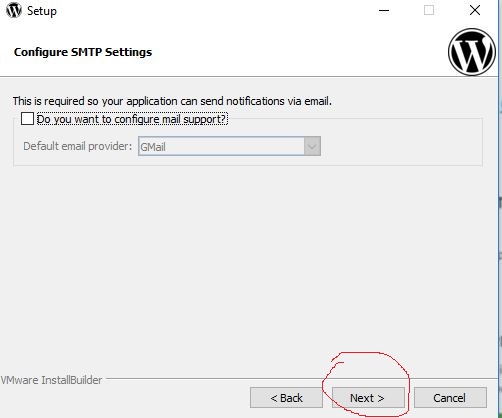 Setup
Configure SMTP Settings
This is required so your application can send notifications via email.
Do you want to configure mail support?
Default email provider: GMail
VMware InstallBuilder
< Back Next > Cancel